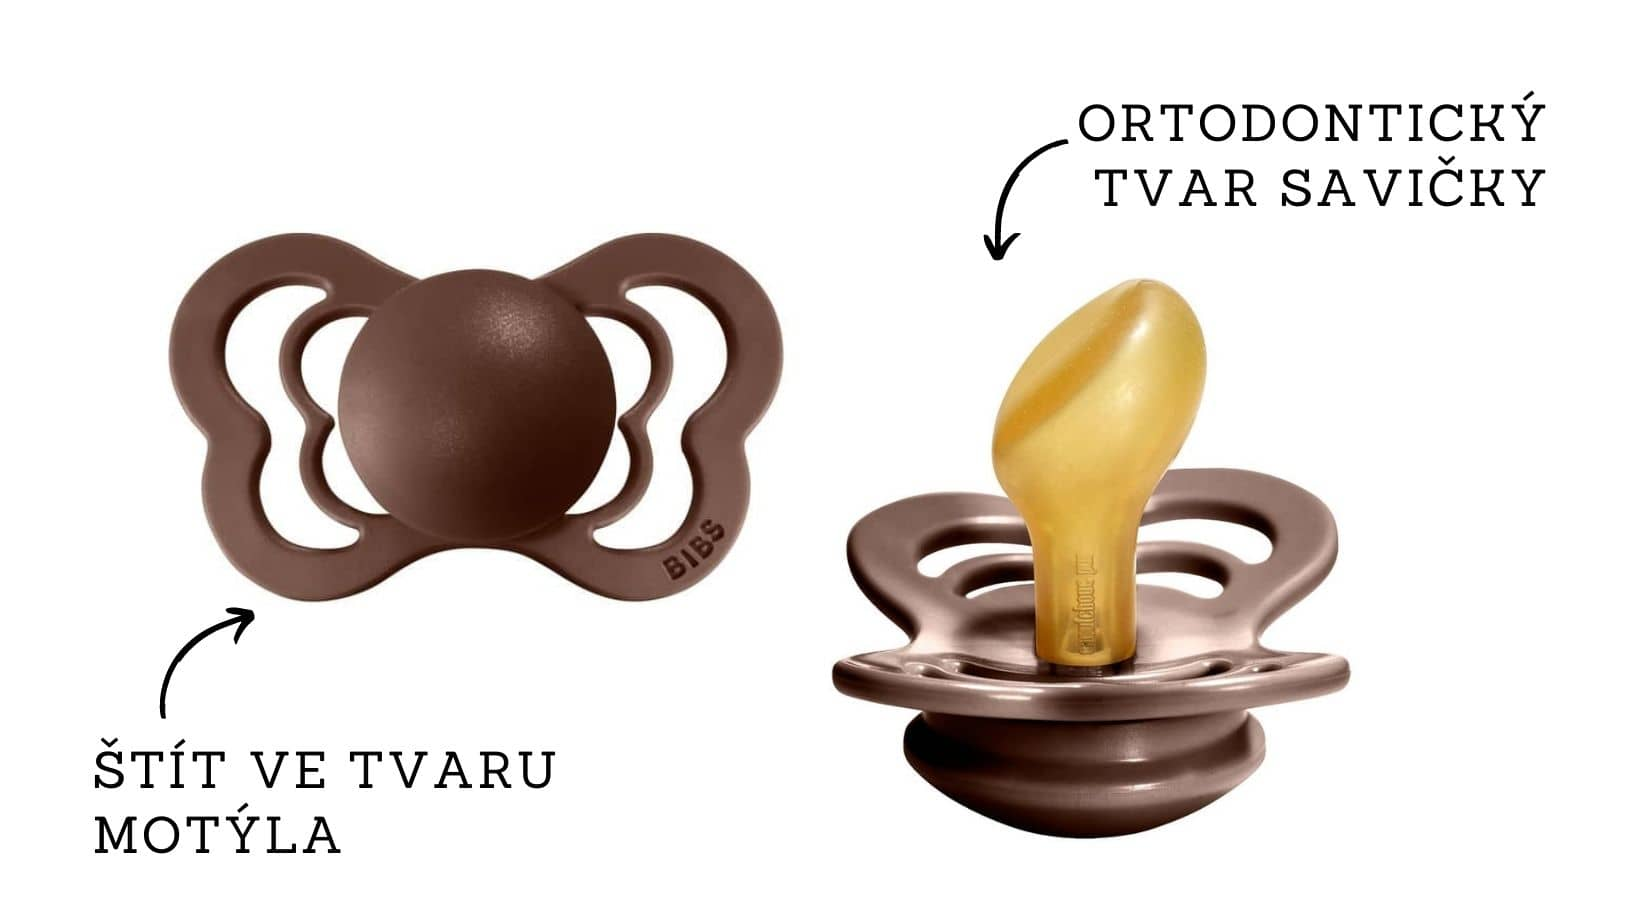 ORTODONTICKÝ
TVAR SAVIČKY
BIBS
ŠTÍT VE TVARU
MOTÝLA